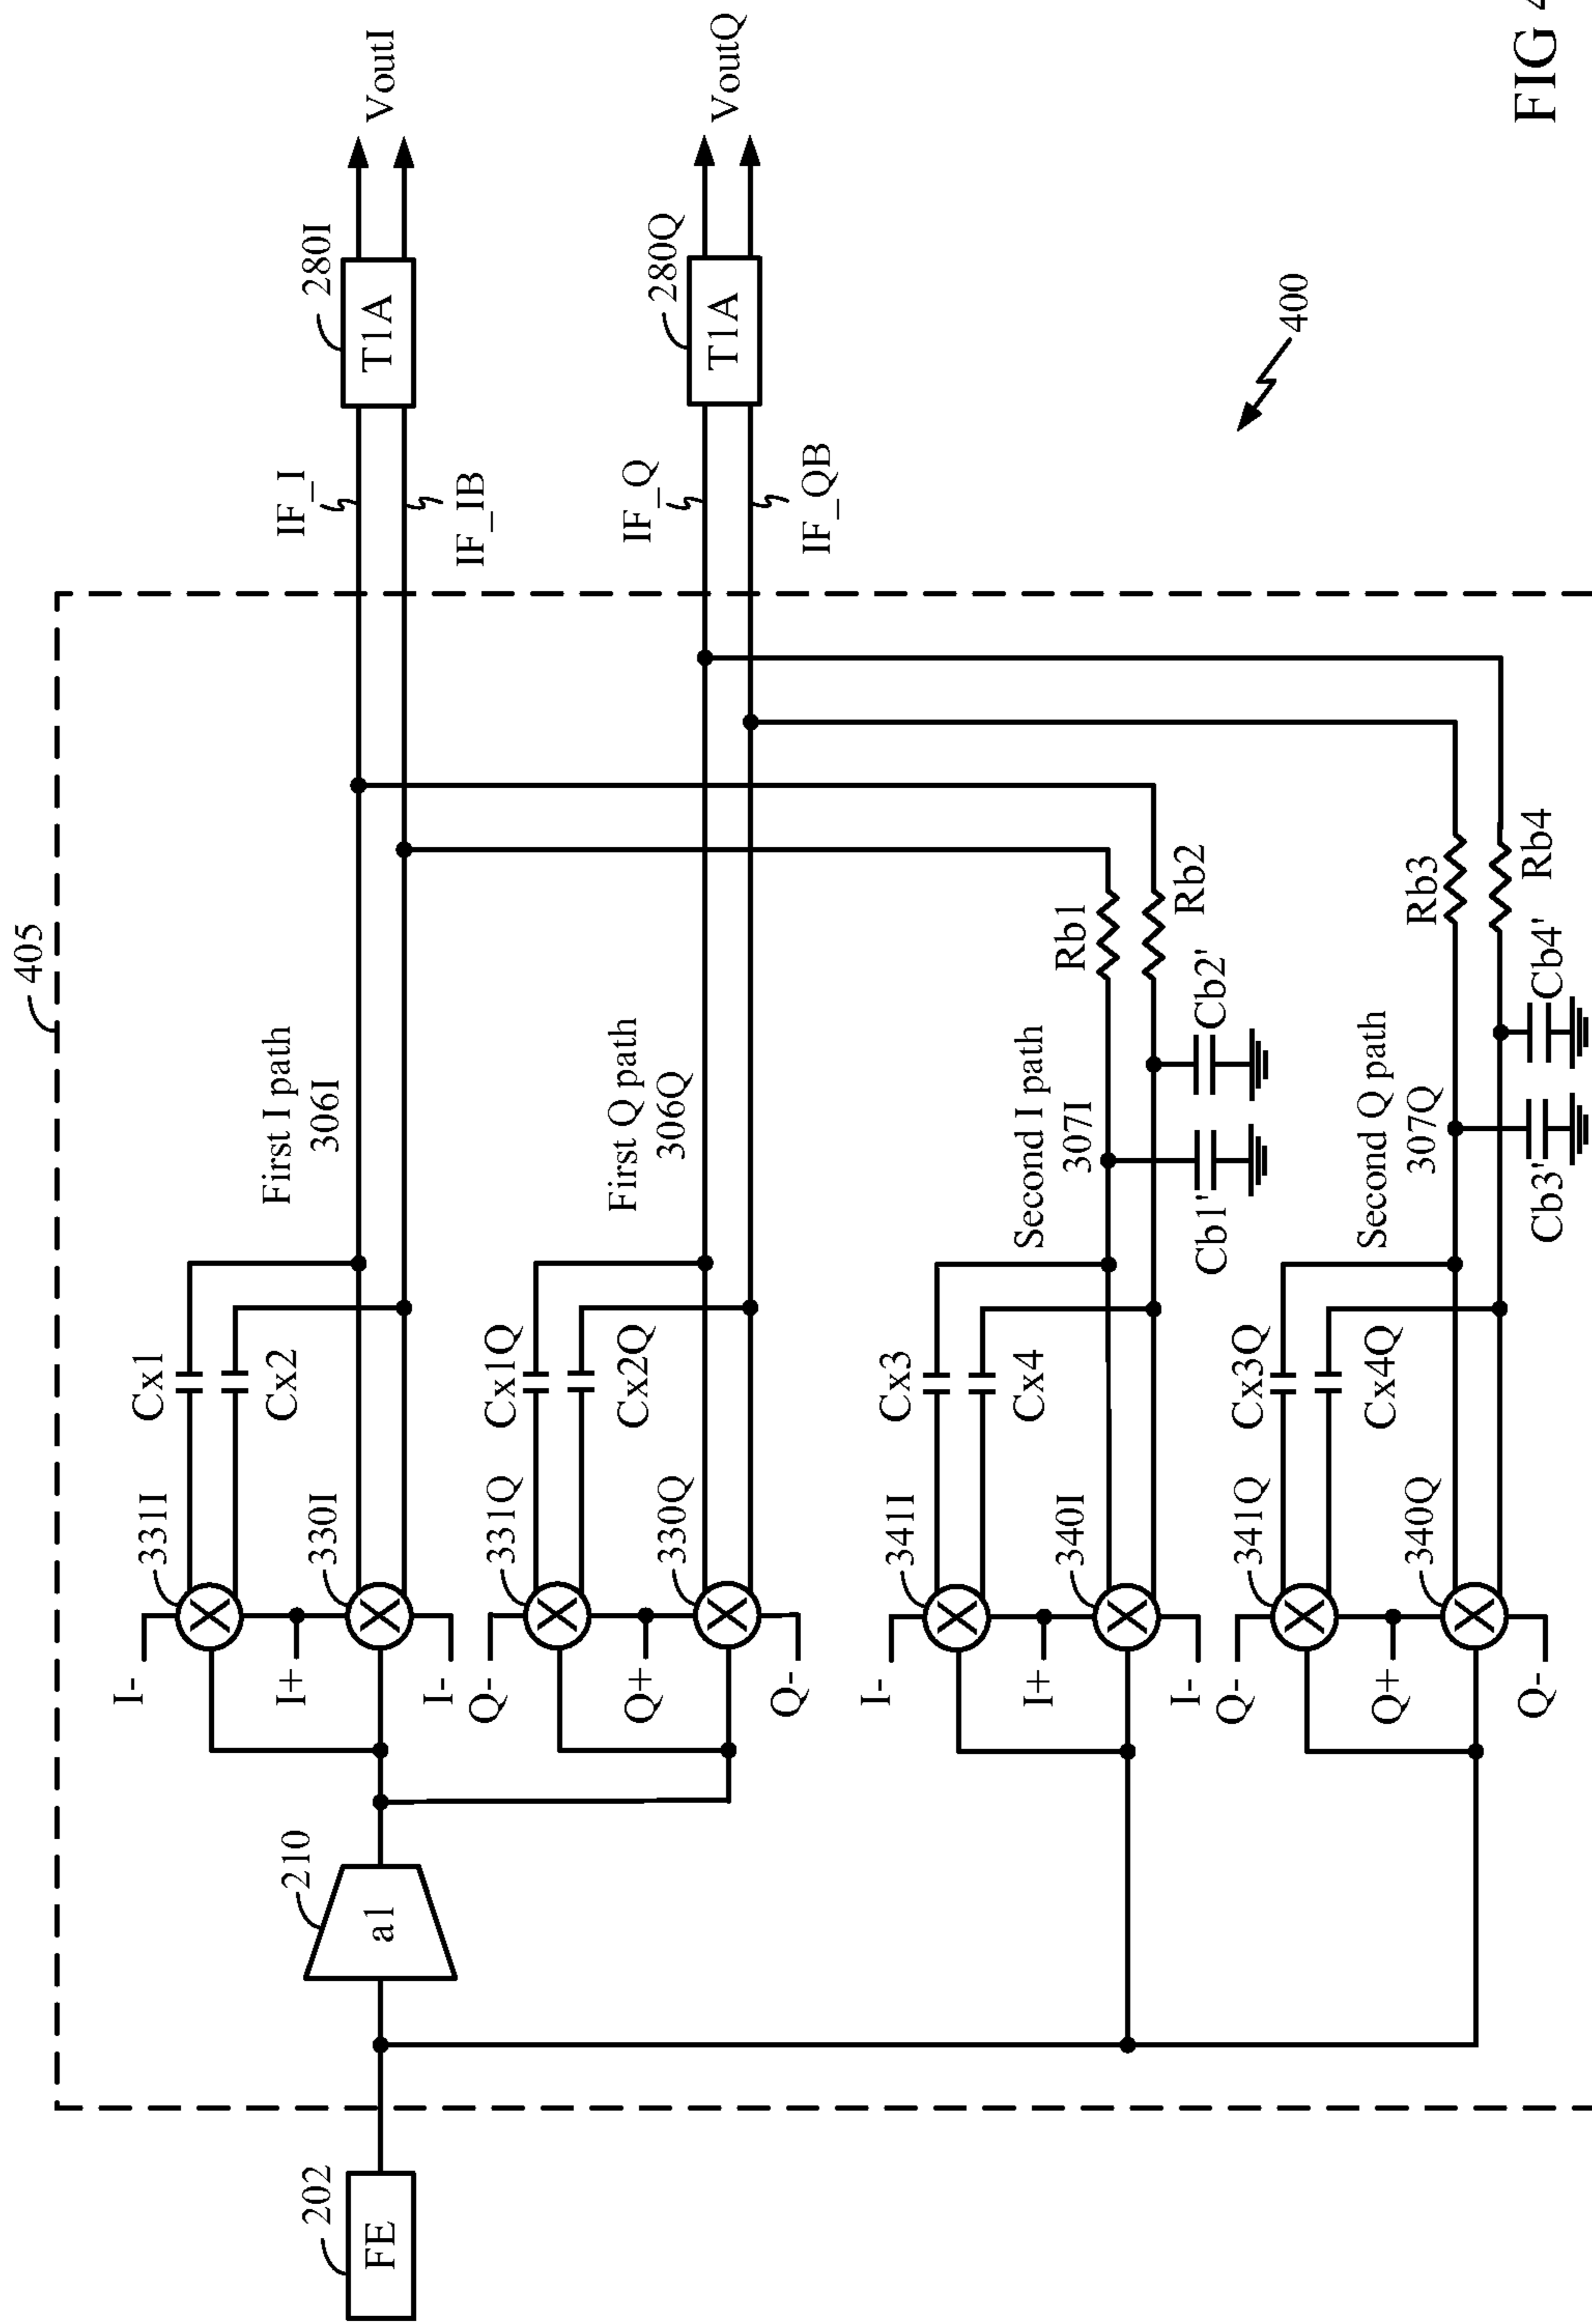 405
202
FE
210
a1
I-
331I
Cx1
I+
Cx2
330I
I-
First I path
306I
IF_I
IF_IB
280I
T1A
VoutI
Q-
331Q
Cx1Q
Q+
Cx2Q
330Q
Q-
First Q path
306Q
IF_Q
IF_QB
280Q
T1A
VoutQ
I-
341I
Cx3
I+
Cx4
340I
I-
Second I path
307I
Rb1
Rb2
Cb1'
Cb2'
Q-
341Q
Cx3Q
Q+
Cx4Q
340Q
Q-
Second Q path
307Q
Rb3
Rb4
Cb3'
Cb4'
400
FIG